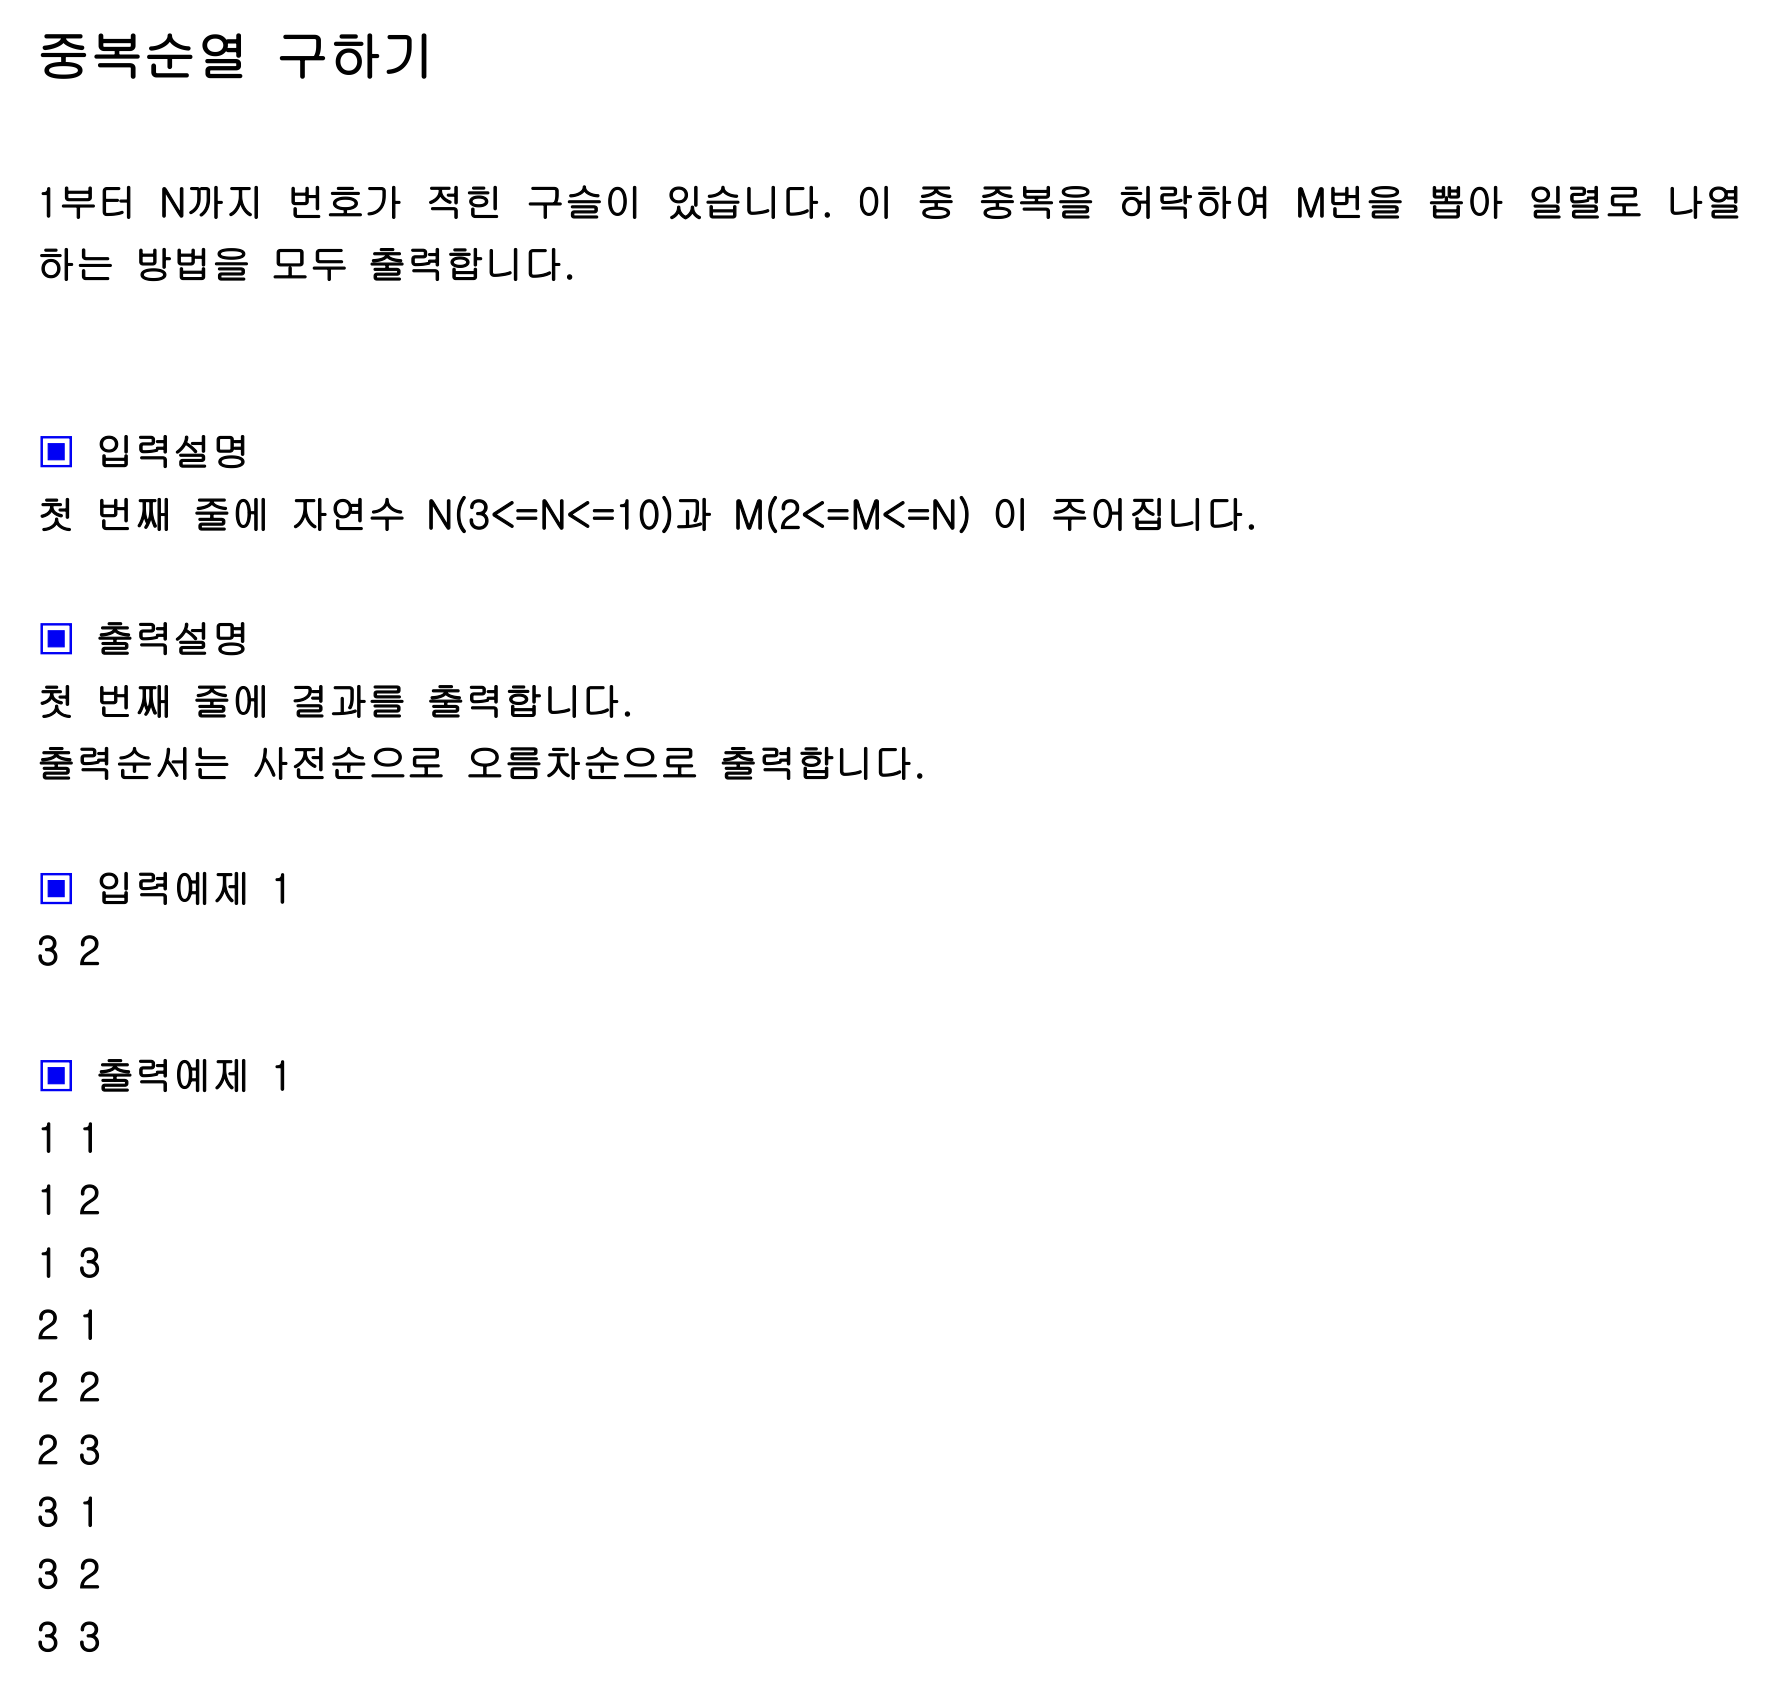 중복순열 구하기
1부터 N까지 번호가 적힌 구슬이 있습니다. 이 중 중복을 허락하여 M번을 뽑아 일렬로 나열
하는 방법을 모두 출력합니다.
▣ 입력설명
첫 번째 줄에 자연수 N(3<=N<=10)과 M(2<=M<=N) 이 주어집니다.
▣ 출력설명
첫 번째 줄에 결과를 출력합니다.
출력순서는 사전순으로 오름차순으로 출력합니다.
▣ 입력예제 1
3 2
▣ 출력예제 1
1 1
1 2
1 3
2 1
2 2
2 3
3 1
3 2
3 3